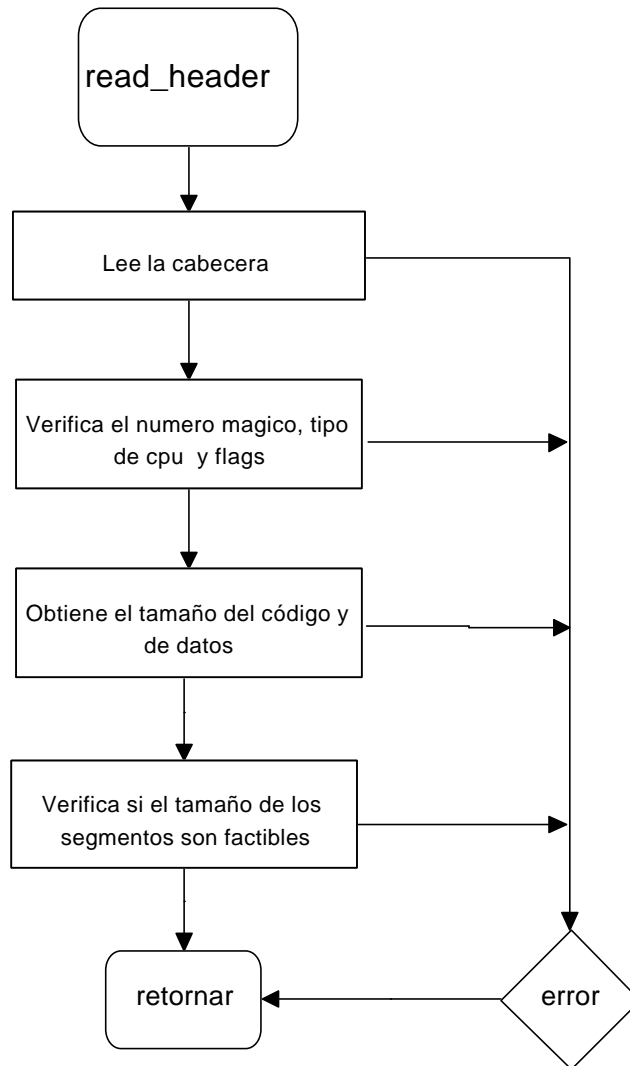 read_header
Lee la cabecera
Verifica el numero magico, tipo
de cpu y flags
Obtiene el tamaño del código y
de datos
Verifica si el tamaño de los
segmentos son factibles
retornar
error